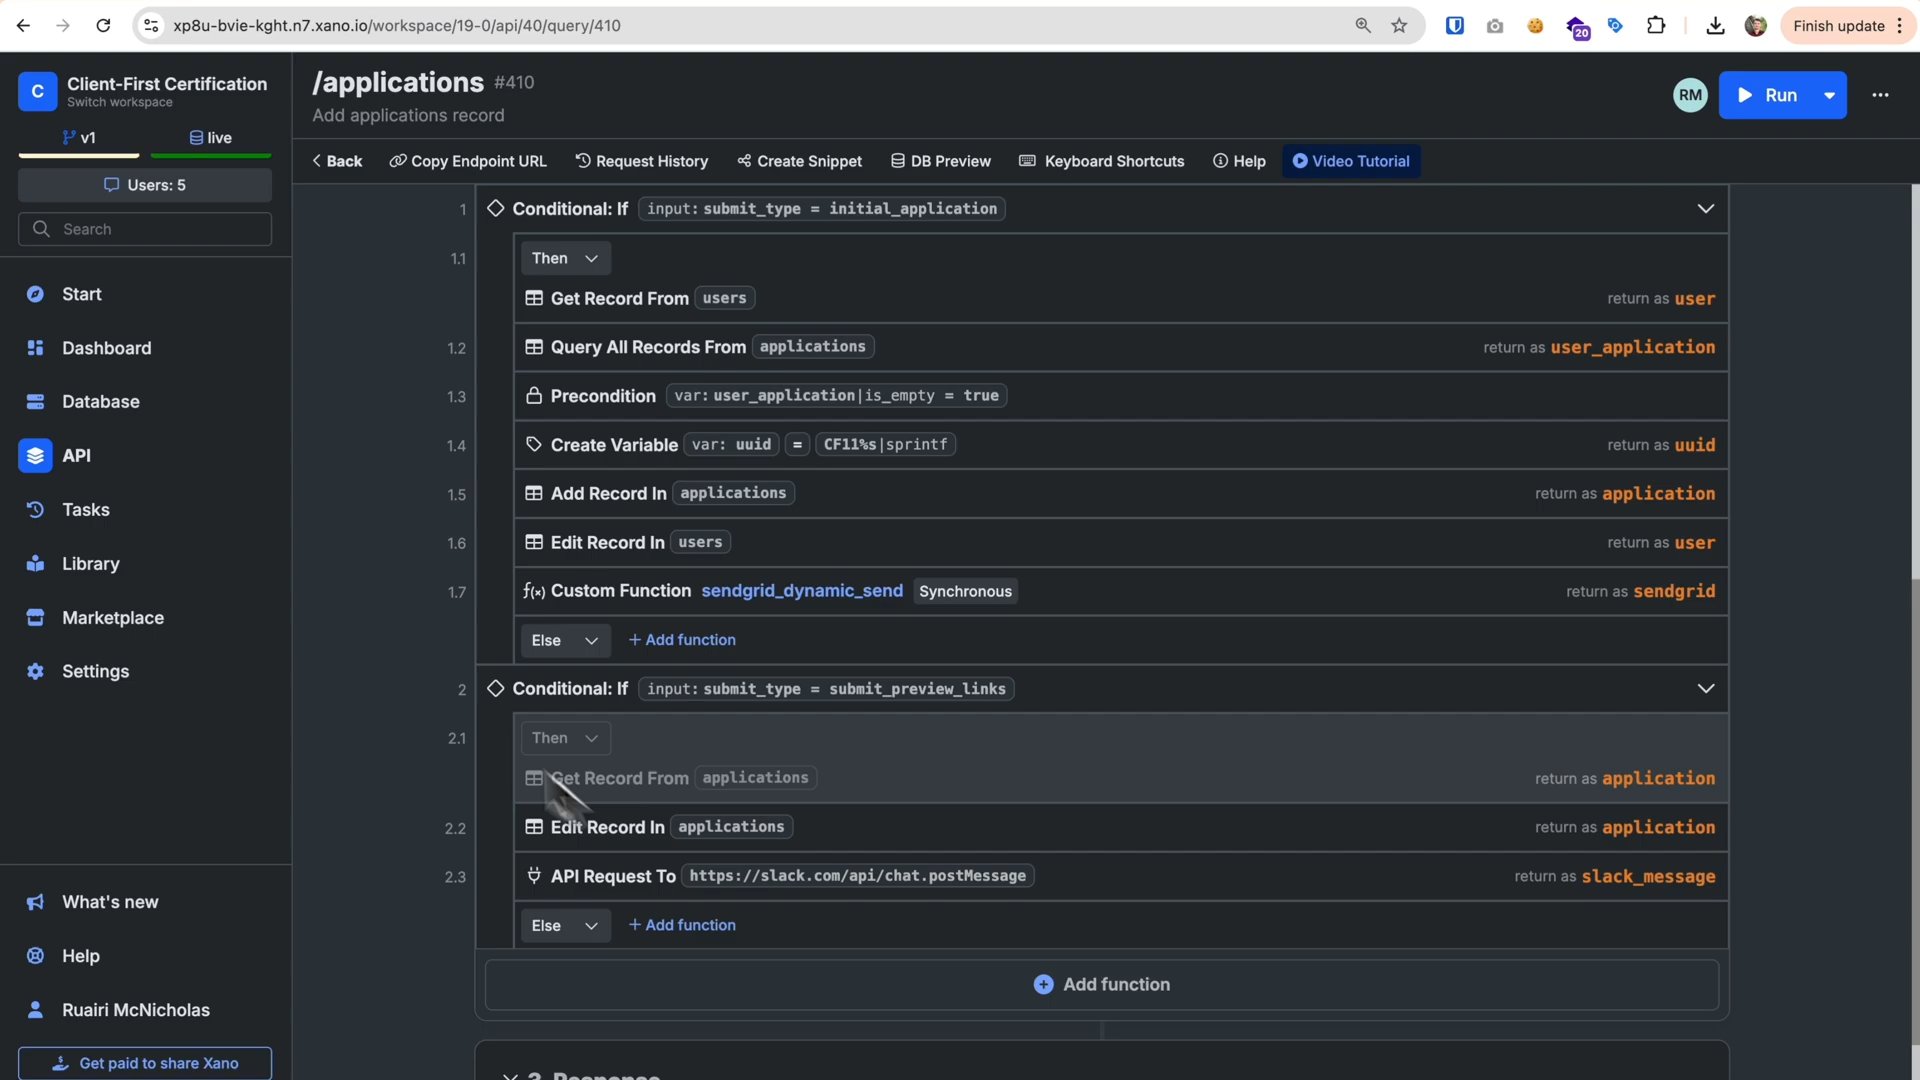 xp8u-bvie-kght.n7.xano.io/workspace/19-0/api/40/query/410
20
Finish update
C
Client-First Certification
Switch workspace
v1
live
Users: 5
Search
Start
Dashboard
Database
API
Tasks
Library
Marketplace
Settings
What's new
Help
Ruairi McNicholas
Get paid to share Xano
/applications #410
Add applications record
RM
Run
Back
Copy Endpoint URL
Request History
Create Snippet
DB Preview
Keyboard Shortcuts
Help
Video Tutorial
1 Conditional: If input: submit_type = initial_application
1.1 Then
Get Record From users return as user
1.2 Query All Records From applications return as user_application
1.3 Precondition var: user_application|is_empty = true
1.4 Create Variable var: uuid = CF11%s|sprintf return as uuid
1.5 Add Record In applications return as application
1.6 Edit Record In users return as user
1.7 f(x) Custom Function sendgrid_dynamic_send Synchronous return as sendgrid
Else + Add function
2 Conditional: If input: submit_type = submit_preview_links
2.1 Then
Get Record From applications return as application
2.2 Edit Record In applications return as application
2.3 API Request To https://slack.com/api/chat.postMessage return as slack_message
Else + Add function
Add function
3. Response